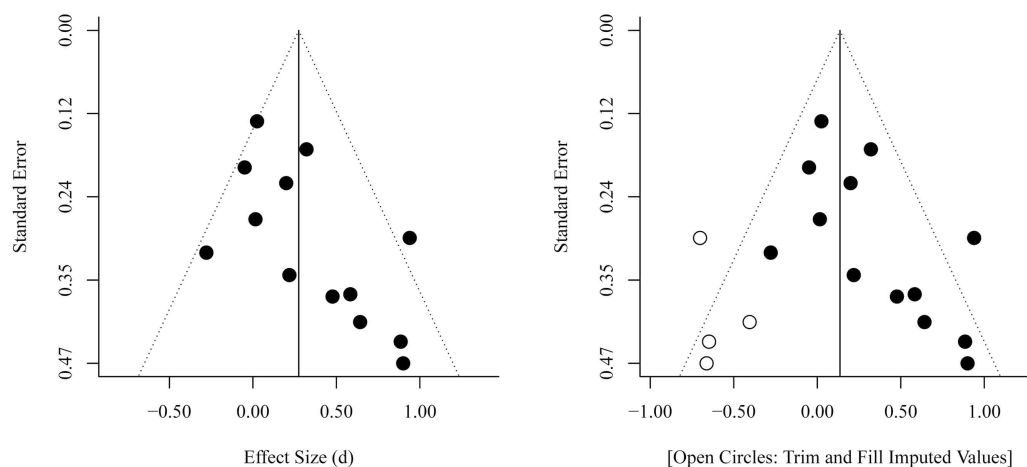 0.00
0.12
0.24
0.35
0.47
Standard Error
−0.50 0.00 0.50 1.00
Effect Size (d)
0.00
0.12
0.24
0.35
0.47
Standard Error
−1.00 −0.50 0.00 0.50 1.00
[Open Circles: Trim and Fill Imputed Values]